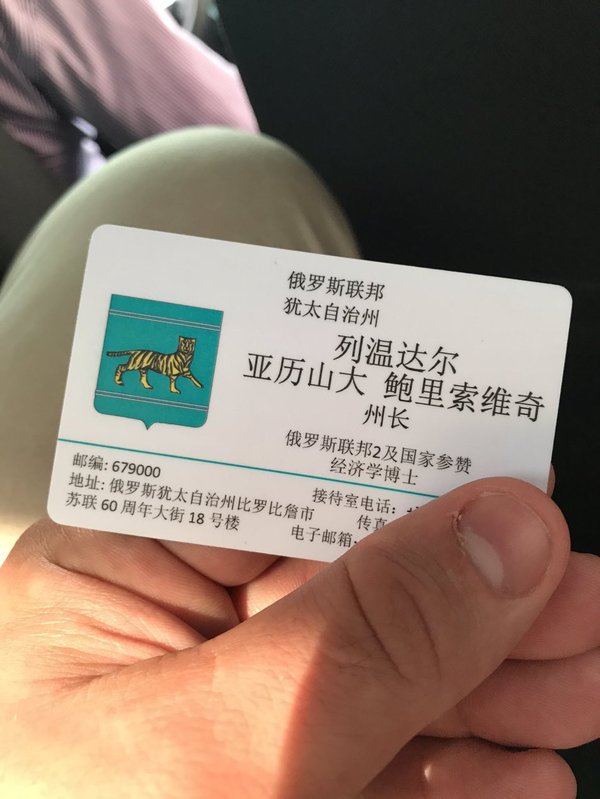 俄罗斯联邦
犹太自治州
列温达尔
亚历山大 鲍里索维奇
州长
俄罗斯联邦2及国家参赞
经济学博士
邮编: 679000
地址: 俄罗斯犹太自治州比罗比詹市
苏联 60 周年大街 18 号楼
接待室电话:
传真
电子邮箱